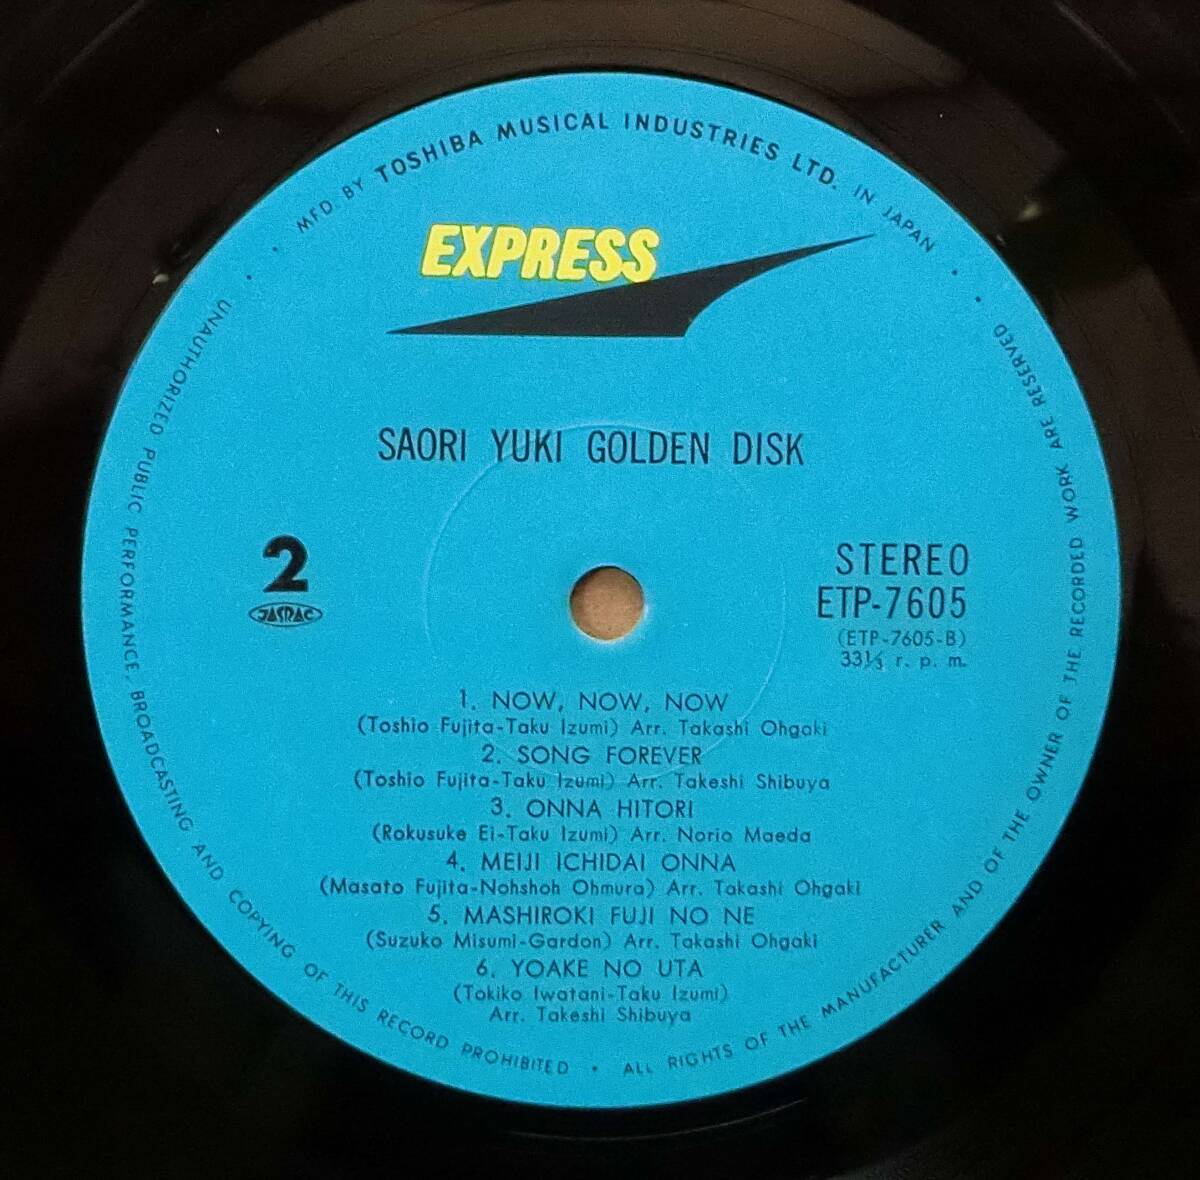 MFD. BY TOSHIBA MUSICAL INDUSTRIES LTD. IN JAPAN
EXPRESS
SAORI YUKI GOLDEN DISK
2
JASRAC
STEREO
ETP-7605
(ETP-7605-B)
33⅓ r. p. m.
1. NOW, NOW, NOW
(Toshio Fujita-Taku Izumi) Arr. Takashi Ohgaki
2. SONG FOREVER
(Toshio Fujita-Taku Izumi) Arr. Takeshi Shibuya
3. ONNA HITORI
(Rokusuke Ei-Taku Izumi) Arr. Norio Maeda
4. MEIJI ICHIDAI ONNA
(Masato Fujita-Nohshoh Ohmura) Arr. Takashi Ohgaki
5. MASHIROKI FUJI NO NE
(Suzuko Misumi-Gardon) Arr. Takashi Ohgaki
6. YOAKE NO UTA
(Tokiko Iwatani-Taku Izumi)
Arr. Takeshi Shibuya
UNAUTHORIZED PUBLIC PERFORMANCE, BROADCASTING AND COPYING OF THIS RECORD PROHIBITED • ALL RIGHTS OF THE MANUFACTURER AND OF THE OWNER OF THE RECORDED WORK ARE RESERVED